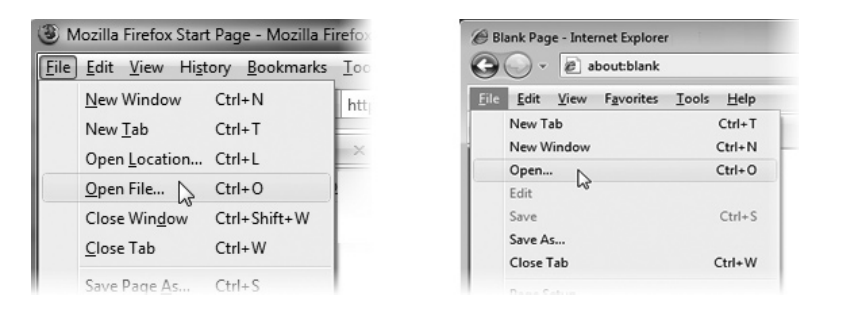 Mozilla Firefox Start Page - Mozilla Firefox
File Edit View History Bookmarks Too
New Window Ctrl+N
htt
New Tab Ctrl+T
Open Location... Ctrl+L
Open File... Ctrl+O
Close Window Ctrl+Shift+W
Close Tab Ctrl+W
Save Page As... Ctrl+S
Blank Page - Internet Explorer
about:blank
File Edit View Favorites Tools Help
New Tab Ctrl+T
New Window Ctrl+N
Open... Ctrl+O
Edit
Save Ctrl+S
Save As...
Close Tab Ctrl+W
Page Setup